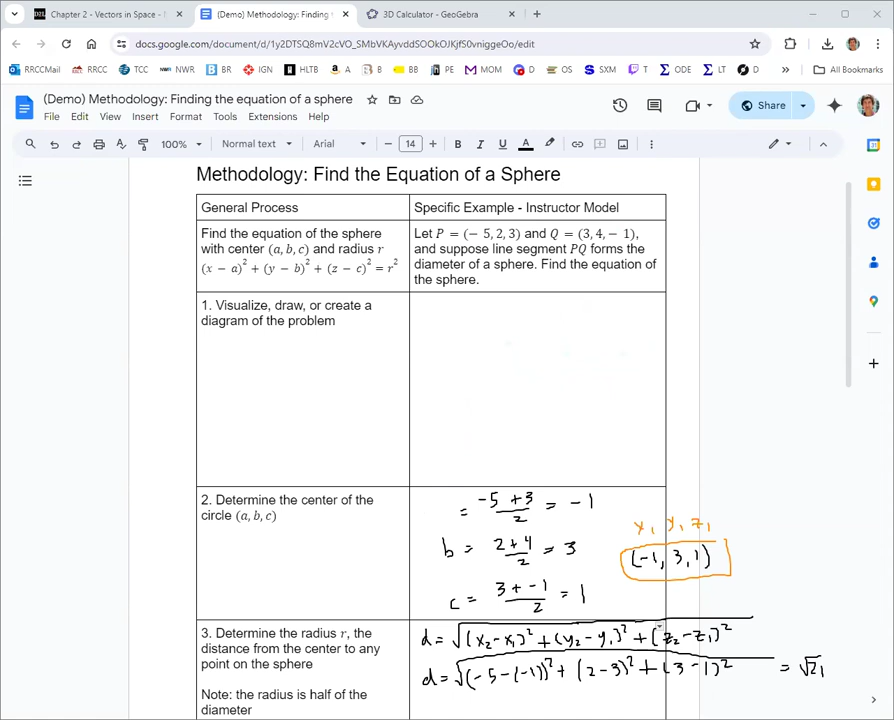 Chapter 2 - Vectors in Space -
(Demo) Methodology: Finding
3D Calculator - GeoGebra
docs.google.com/document/d/1y2DTSQ8mV2cVO_SMbVKAyvddSOOkOJKjf50vniggeOo/edit
RRCCMail RRCC TCC NWR BR IGN HLTB A B BB PE MOM D OS SXM T ODE LT D » All Bookmarks
(Demo) Methodology: Finding the equation of a sphere
File Edit View Insert Format Tools Extensions Help
Share
100% Normal text Arial 14 B I U A
Methodology: Find the Equation of a Sphere
General Process
Specific Example - Instructor Model
Find the equation of the sphere
with center (a, b, c) and radius r
(x − a)² + (y − b)² + (z − c)² = r²
Let P = (− 5, 2, 3) and Q = (3, 4, − 1),
and suppose line segment PQ forms the
diameter of a sphere. Find the equation of
the sphere.
1. Visualize, draw, or create a
diagram of the problem
2. Determine the center of the
circle (a, b, c)
= (-5 + 3)/2 = -1
b = (2 + 4)/2 = 3
c = (3 + -1)/2 = 1
x₁ y₁ z₁
(-1, 3, 1)
3. Determine the radius r, the
distance from the center to any
point on the sphere
Note: the radius is half of the
diameter
d = √(x₂-x₁)² + (y₂-y₁)² + (z₂-z₁)²
d = √(-5-(-1))² + (2-3)² + (3-1)² = √21